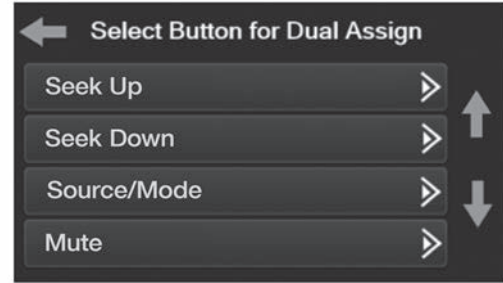 Select Button for Dual Assign
Seek Up
Seek Down
Source/Mode
Mute